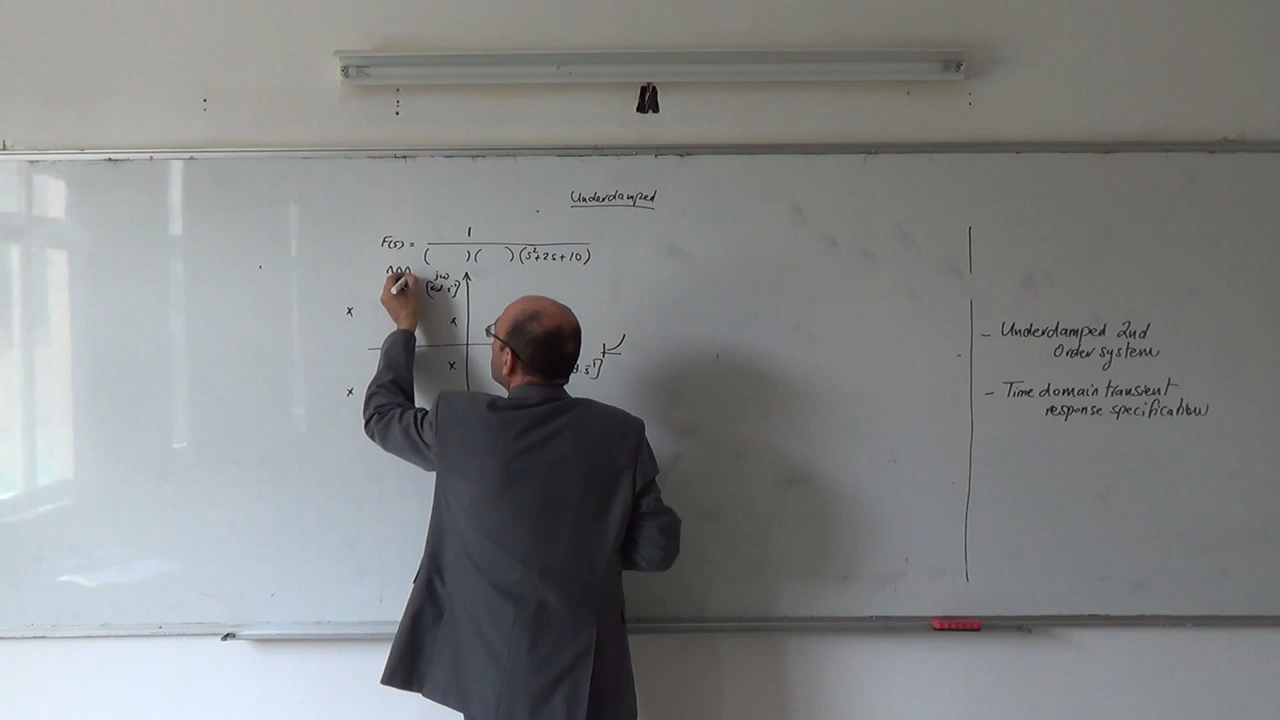 Underdamped
F(s) = 1
( ) ( ) (s²+2s+10)
jω
x
x
x
x
- Underdamped 2nd
Order system
- Time domain transient
response specification